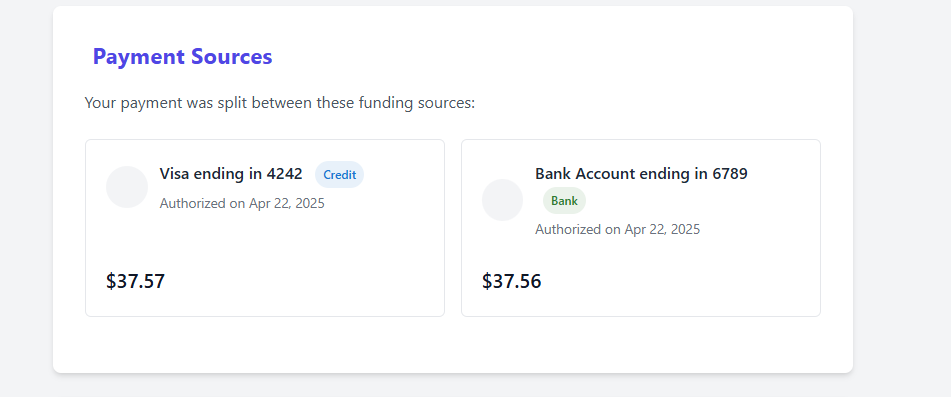 Payment Sources
Your payment was split between these funding sources:
Visa ending in 4242 Credit
Authorized on Apr 22, 2025
$37.57
Bank Account ending in 6789
Bank
Authorized on Apr 22, 2025
$37.56